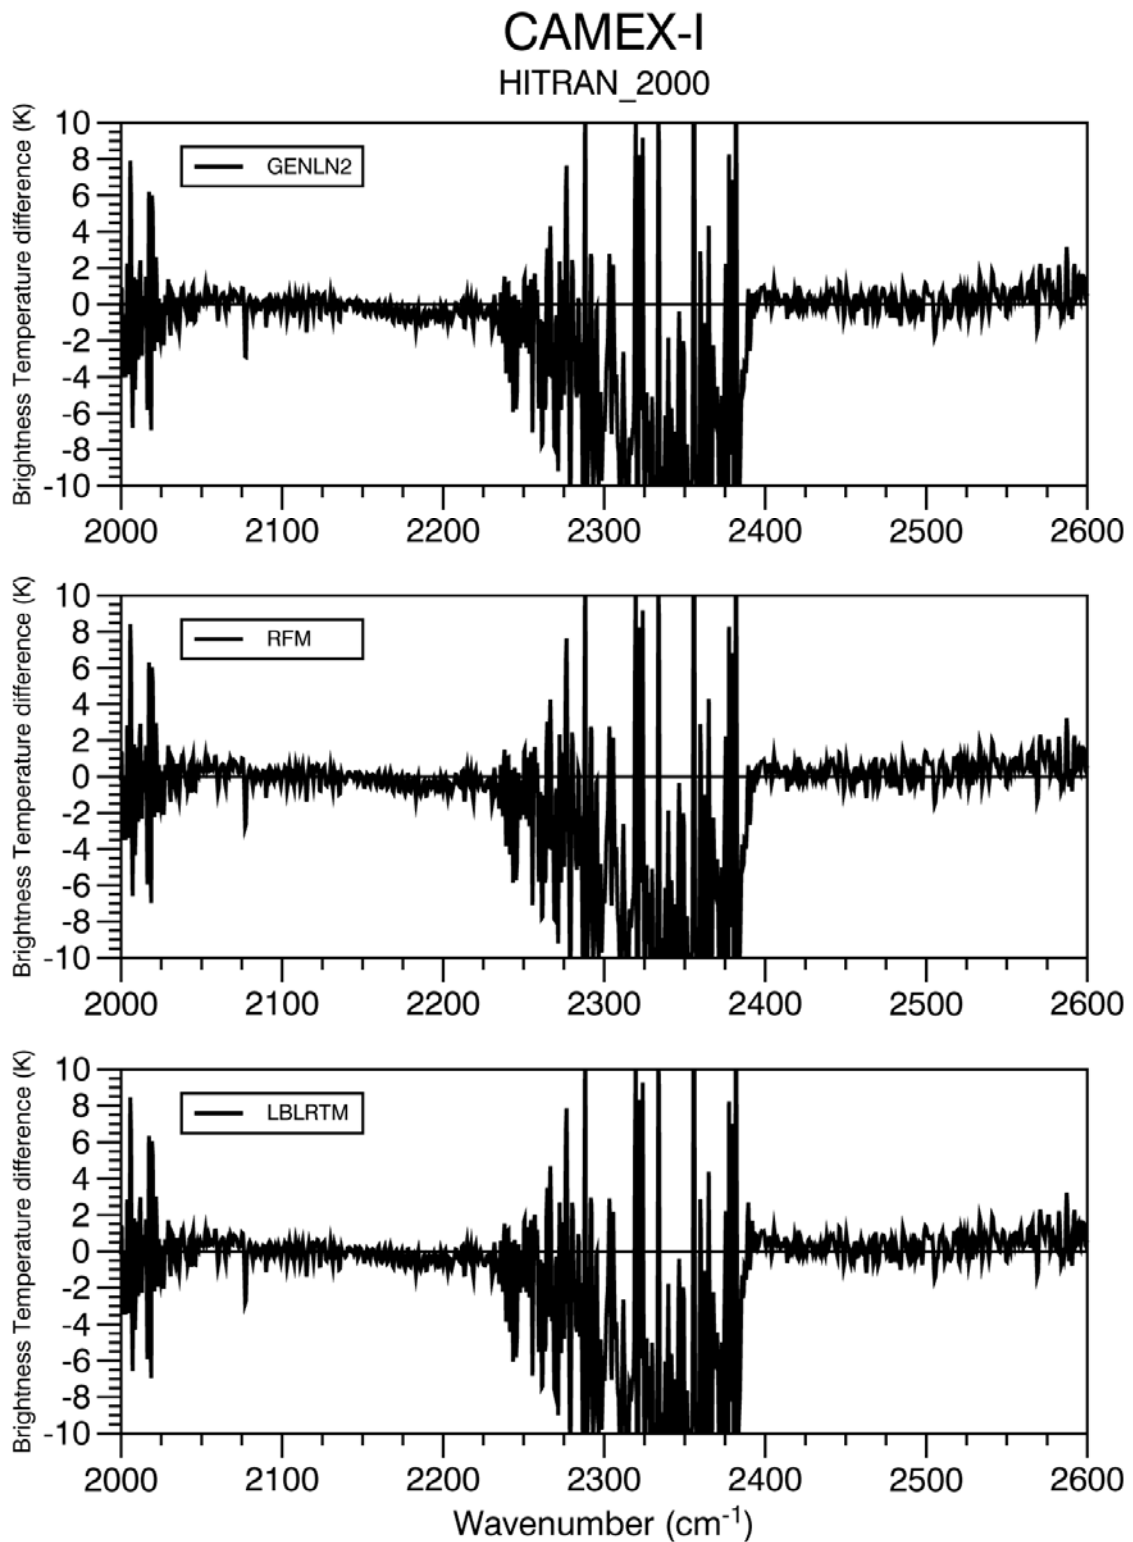 CAMEX-I
HITRAN_2000
Brightness Temperature difference (K)
10
8
6
4
2
0
-2
-4
-6
-8
-10
GENLN2
2000 2100 2200 2300 2400 2500 2600
Brightness Temperature difference (K)
10
8
6
4
2
0
-2
-4
-6
-8
-10
RFM
2000 2100 2200 2300 2400 2500 2600
Brightness Temperature difference (K)
10
8
6
4
2
0
-2
-4
-6
-8
-10
LBLRTM
2000 2100 2200 2300 2400 2500 2600
Wavenumber (cm⁻¹)